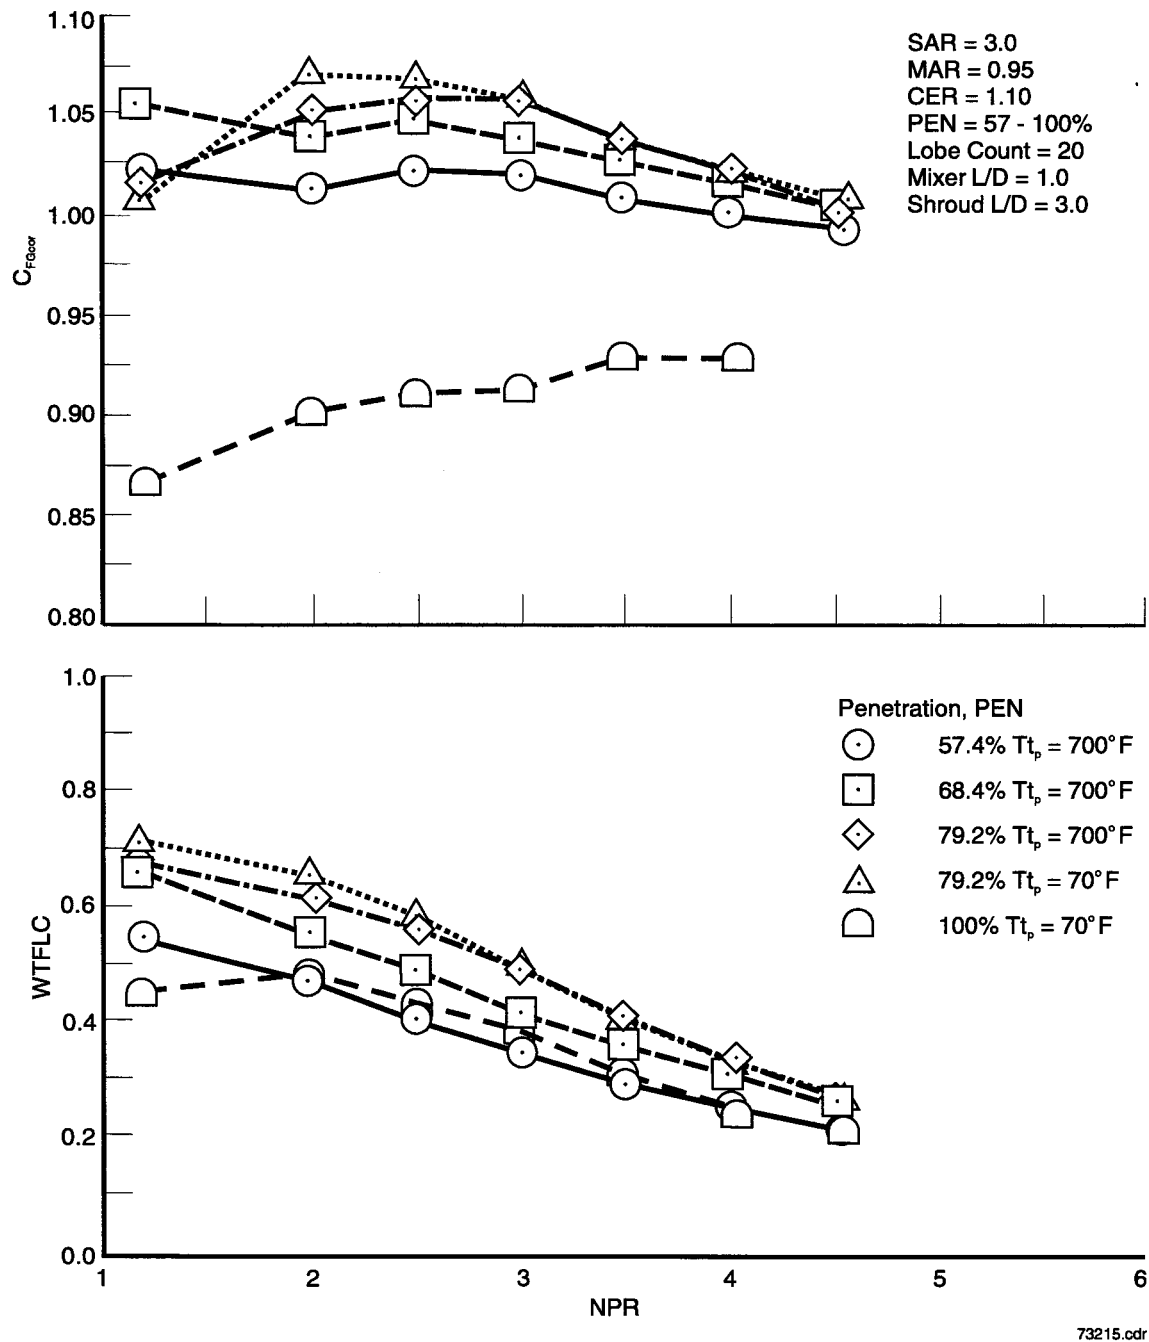 1.10
1.05
1.00
0.95
0.90
0.85
0.80
C_FGcor
SAR = 3.0
MAR = 0.95
CER = 1.10
PEN = 57 - 100%
Lobe Count = 20
Mixer L/D = 1.0
Shroud L/D = 3.0
1.0
0.8
0.6
0.4
0.2
0.0
WTFLC
Penetration, PEN
57.4% Tt_p = 700°F
68.4% Tt_p = 700°F
79.2% Tt_p = 700°F
79.2% Tt_p = 70°F
100% Tt_p = 70°F
1 2 3 4 5 6
NPR
73215.cdr